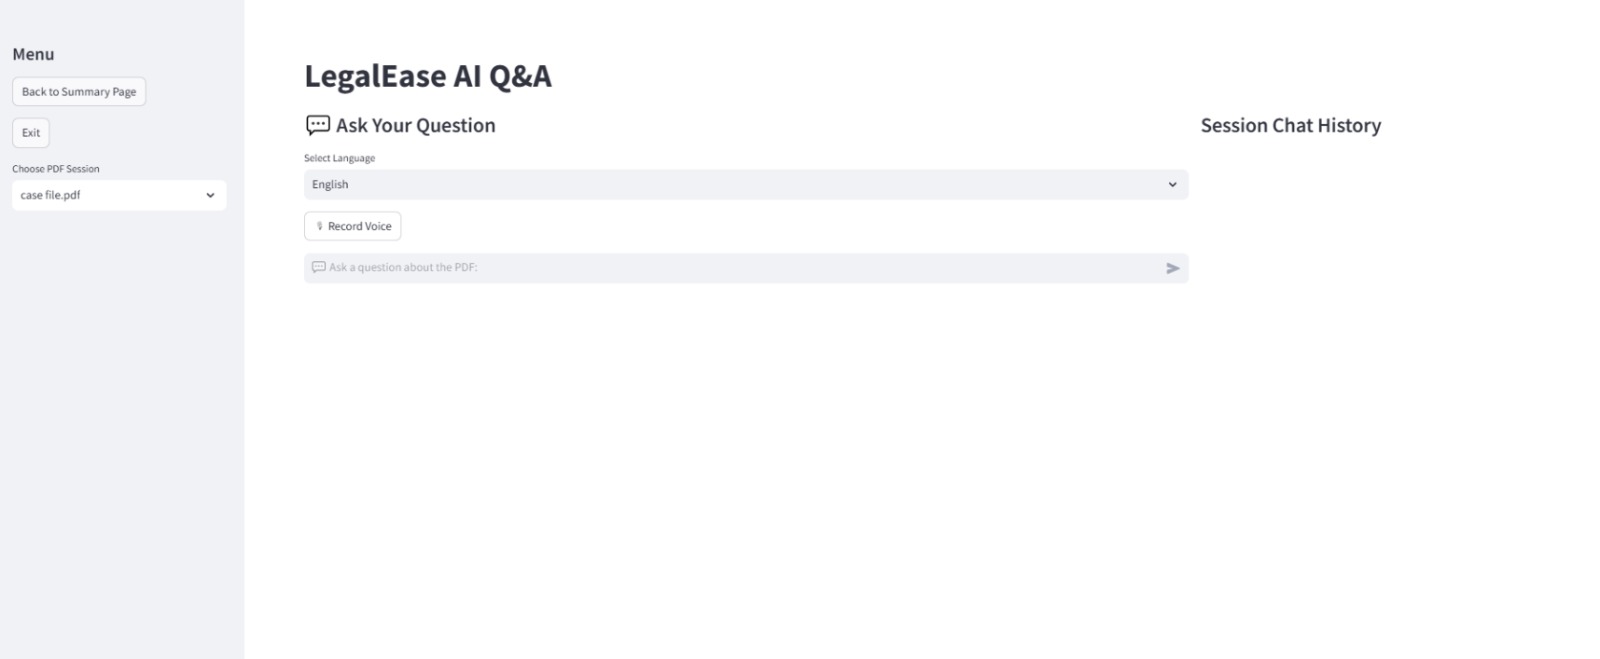 Menu
Back to Summary Page
Exit
Choose PDF Session
case file.pdf
LegalEase AI Q&A
💬 Ask Your Question
Select Language
English
🎙 Record Voice
💬 Ask a question about the PDF:
Session Chat History